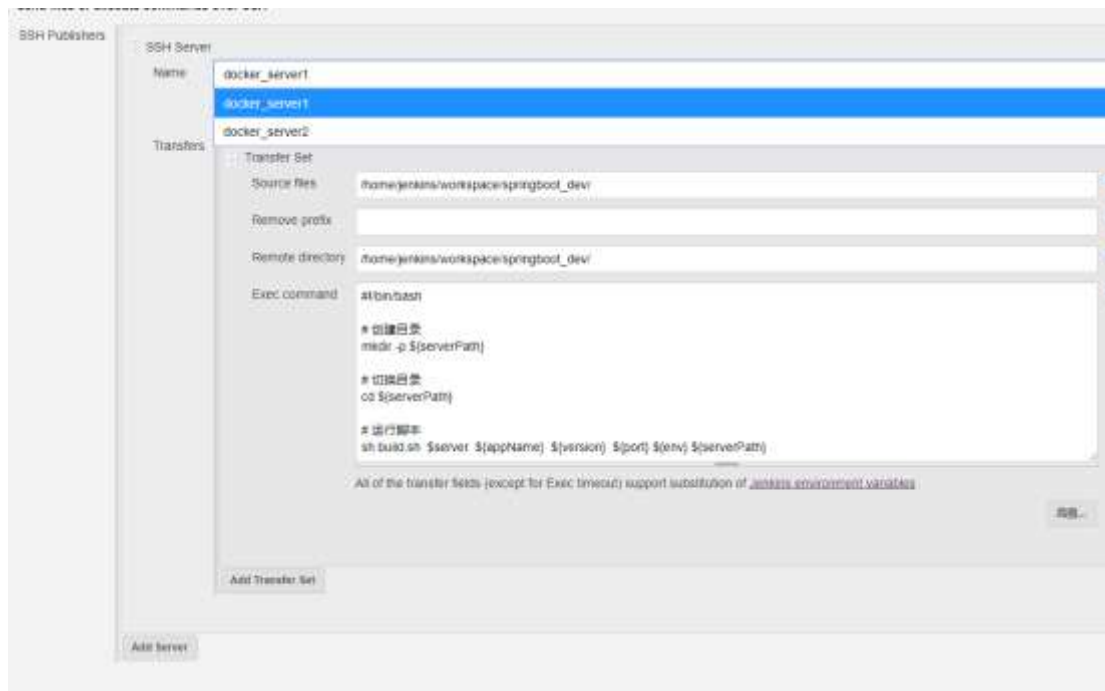 SSH Publishers
SSH Server
Name
docker_server1
docker_server1
docker_server2
Transfers
Transfer Set
Source files
/home/jenkins/workspace/springboot_dev/
Remove prefix
Remote directory
/home/jenkins/workspace/springboot_dev/
Exec command
#!/bin/bash
# 创建目录
mkdir -p ${serverPath}
# 切换目录
cd ${serverPath}
# 运行脚本
sh build.sh $server ${appName} ${version} ${port} ${env} ${serverPath}
All of the transfer fields (except for Exec timeout) support substitution of Jenkins environment variables
高级...
Add Transfer Set
Add Server